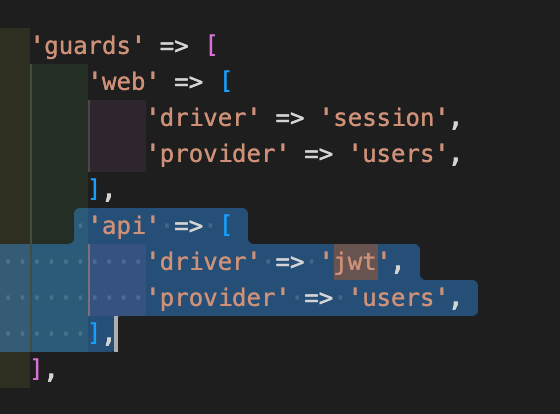 'guards' => [
'web' => [
'driver' => 'session',
'provider' => 'users',
],
'api' => [
'driver' => 'jwt',
'provider' => 'users',
],
],